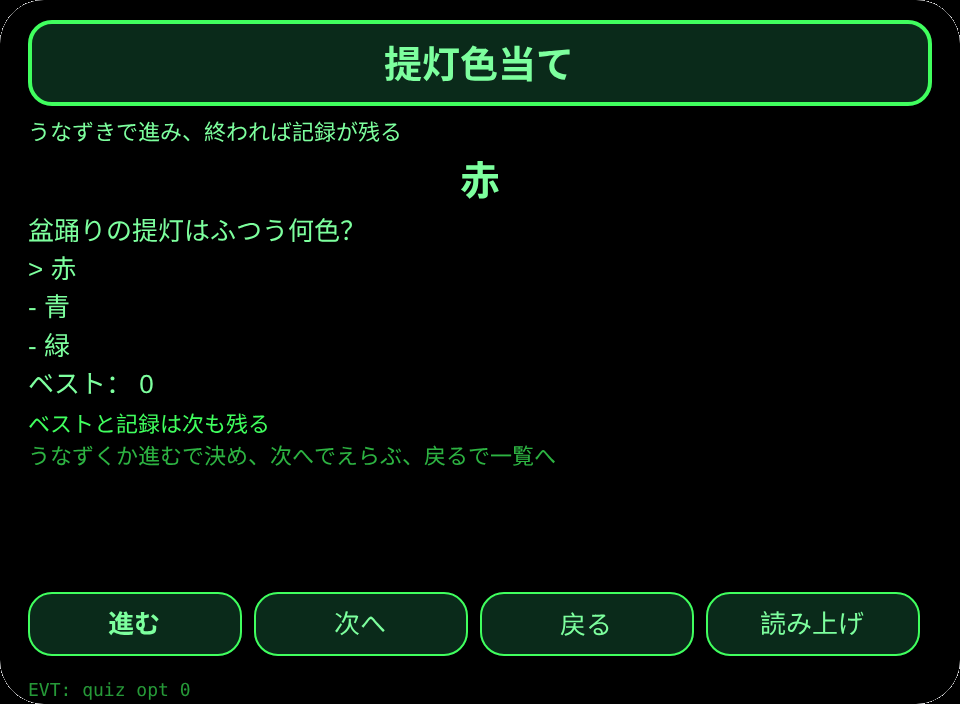 提灯色当て
うなずきで進み、終われば記録が残る
赤
盆踊りの提灯はふつう何色?
> 赤
- 青
- 緑
ベスト: 0
ベストと記録は次も残る
うなずくか進むで決め、次へでえらぶ、戻るで一覧へ
進む 次へ 戻る 読み上げ
EVT: quiz opt 0